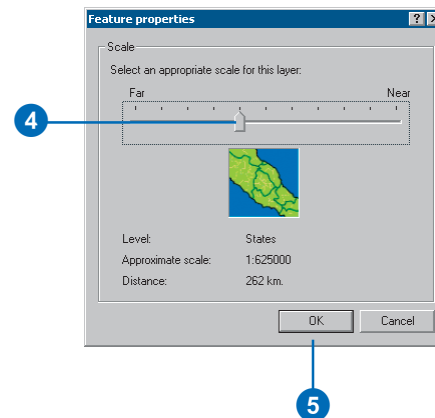 Feature properties
Scale
Select an appropriate scale for this layer:
Far Near
4
Level: States
Approximate scale: 1:625000
Distance: 262 km.
OK Cancel
5